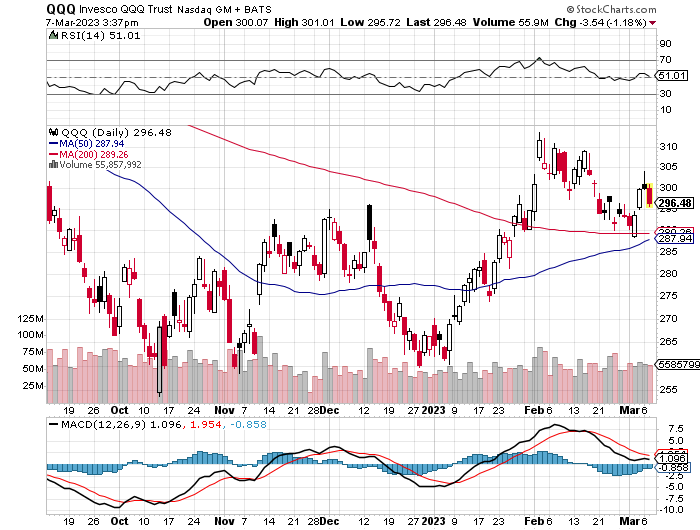 QQQ Invesco QQQ Trust Nasdaq GM + BATS © StockCharts.com
7-Mar-2023 3:37pm Open 300.07 High 301.01 Low 295.72 Last 296.48 Volume 55.9M Chg -3.54 (-1.18%)
RSI(14) 51.01
90
70
51.01
30
10
QQQ (Daily) 296.48
MA(50) 287.94
MA(200) 289.26
Volume 55,857,992
310
305
300
296.48
295
287.94
285
280
275
270
265
260
255
125M
100M
75M
50M
25M
5585799
19 26 Oct 10 17 24 Nov 7 14 21 28 Dec 12 19 27 2023 9 17 23 Feb 6 13 21 Mar 6
MACD(12,26,9) 1.096, 1.954, -0.858
7.5
5.0
1.096
-0.858
-2.5
-5.0
-7.5
-10.0
19 26 Oct 10 17 24 Nov 7 14 21 28 Dec 12 19 27 2023 9 17 23 Feb 6 13 21 Mar 6